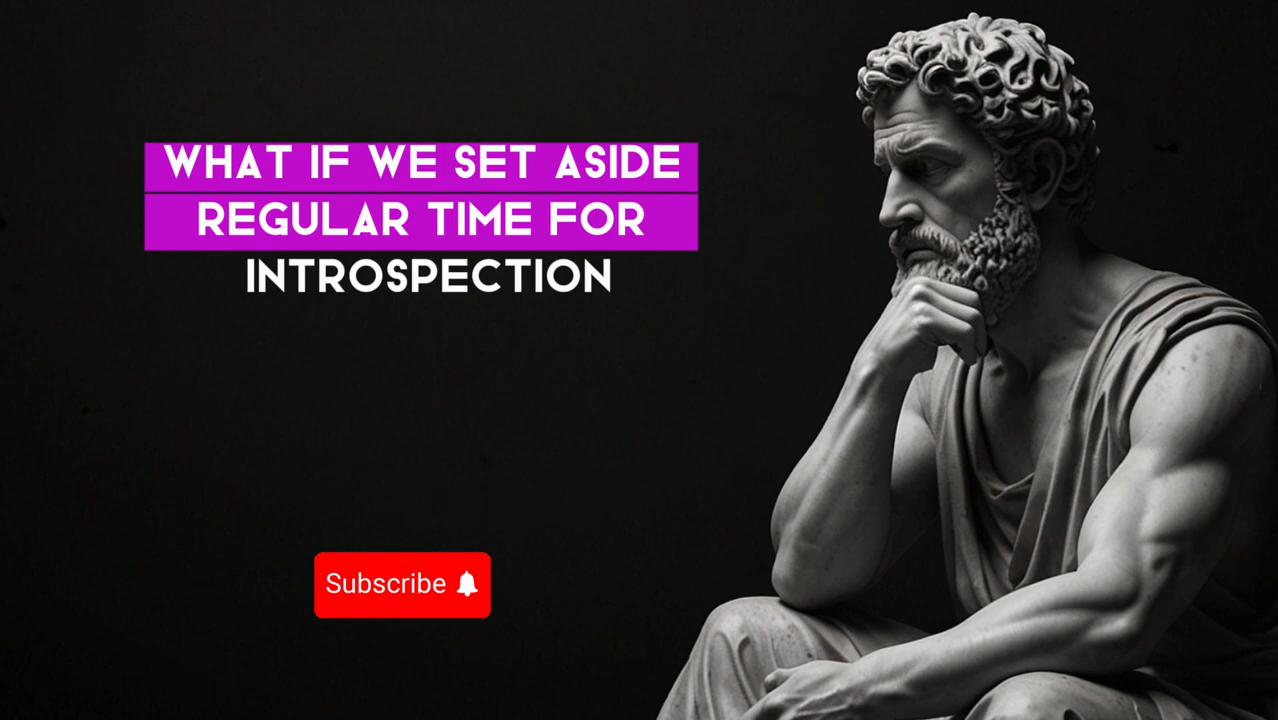 WHAT IF WE SET ASIDE
REGULAR TIME FOR
INTROSPECTION
Subscribe